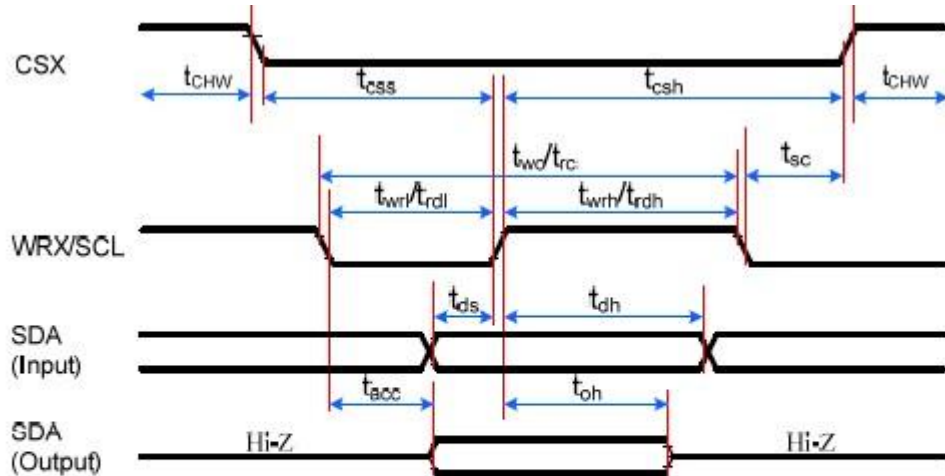 CSX
tCHW
tcss
tcsh
tCHW
twc/trc
tsc
twrl/trdl
twrh/trdh
WRX/SCL
tds
tdh
SDA
(Input)
tacc
toh
SDA
(Output)
Hi-Z
Hi-Z